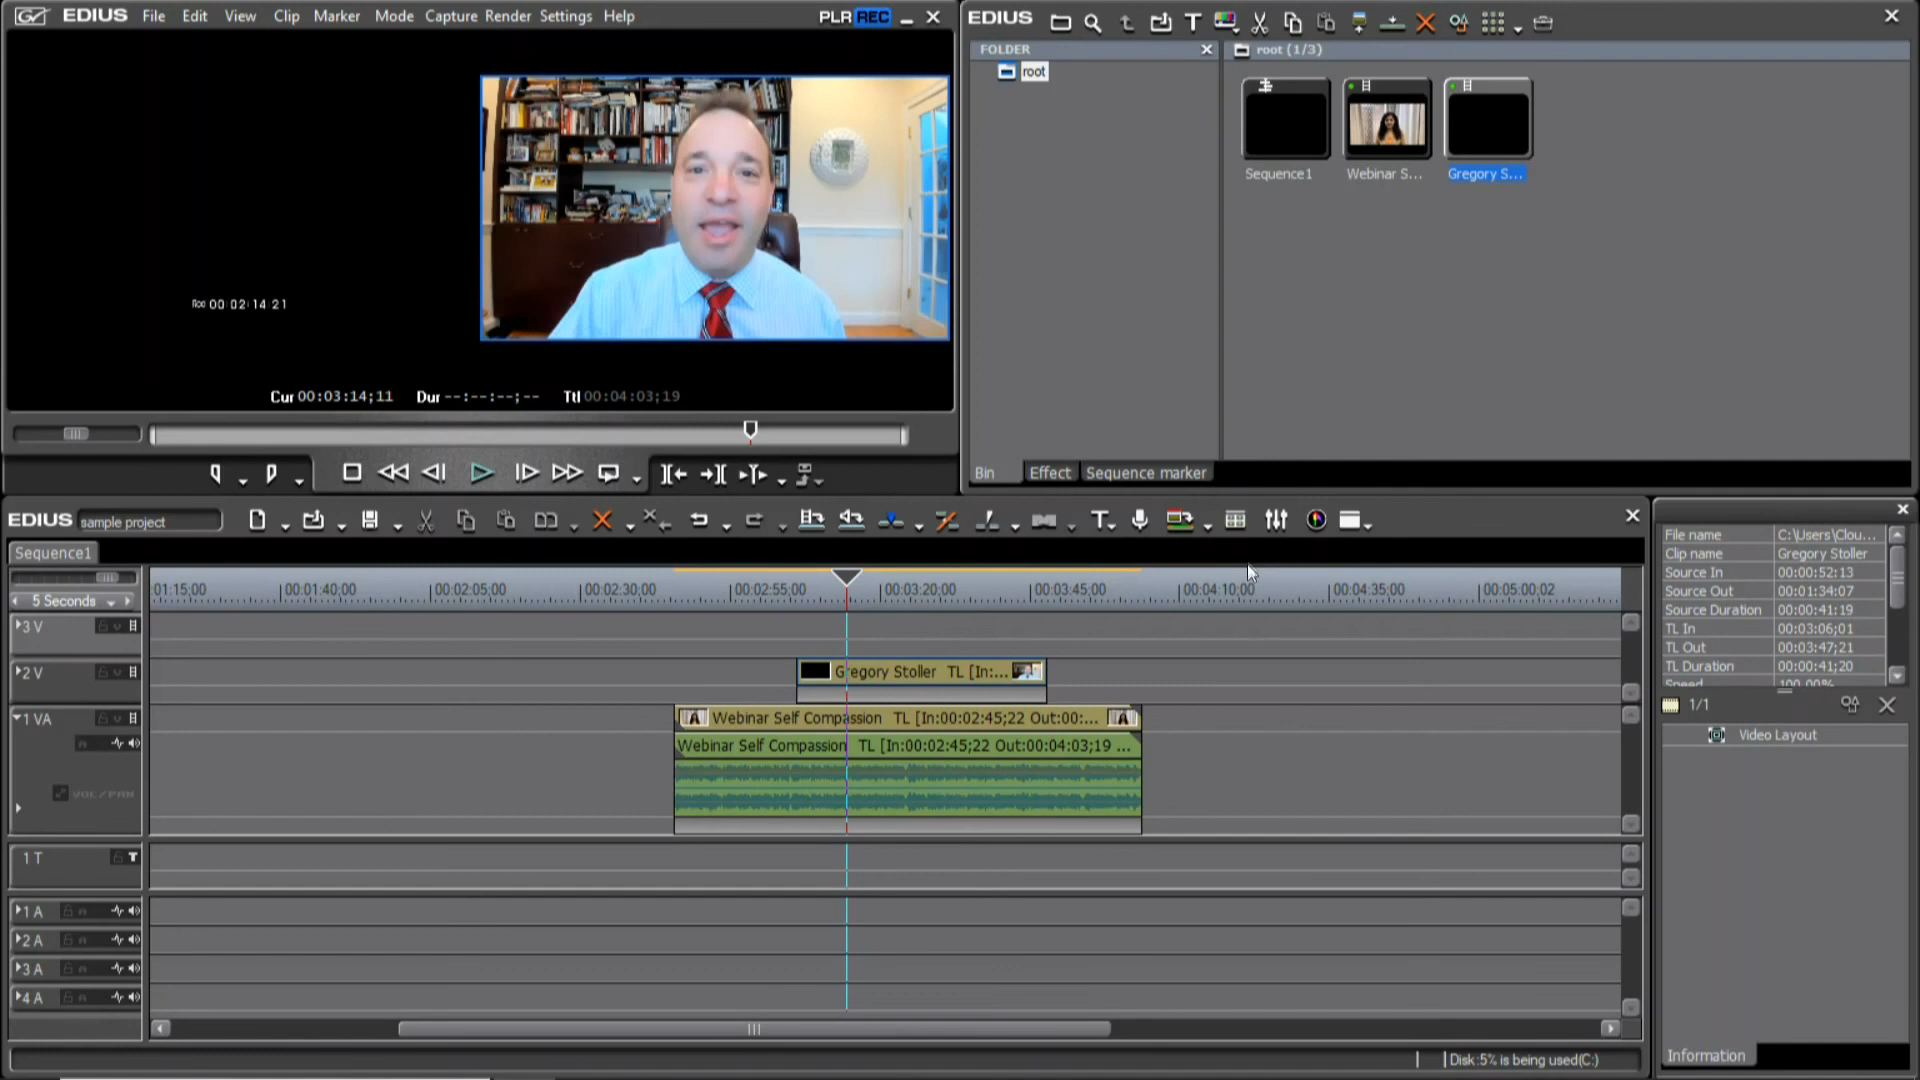 EDIUS File Edit View Clip Marker Mode Capture Render Settings Help PLR REC
00:02:14:21
Cur 00:03:14;11 Dur --:--:--;-- Ttl 00:04:03;19
EDIUS
FOLDER
root
root (1/3)
Sequence1
Webinar S...
Gregory S...
Bin Effect Sequence marker
EDIUS sample project
Sequence1
5 Seconds
:01:15;00 00:01:40;00 00:02:05;00 00:02:30;00 00:02:55;00 00:03:20;00 00:03:45;00 00:04:10;00 00:04:35;00 00:05:00;02
3 V
2 V
Gregory Stoller TL [In:...
1 VA
Webinar Self Compassion TL [In:00:02:45;22 Out:00:...
Webinar Self Compassion TL [In:00:02:45;22 Out:00:04:03;19 ...
VOL/PAN
1 T
T
1 A
2 A
3 A
4 A
Disk:5% is being used(C:)
File name C:\Users\Clou...
Clip name Gregory Stoller
Source In 00:00:52:13
Source Out 00:01:34:07
Source Duration 00:00:41:19
TL In 00:03:06;01
TL Out 00:03:47;21
TL Duration 00:00:41;20
Speed 100.00%
1/1
Video Layout
Information